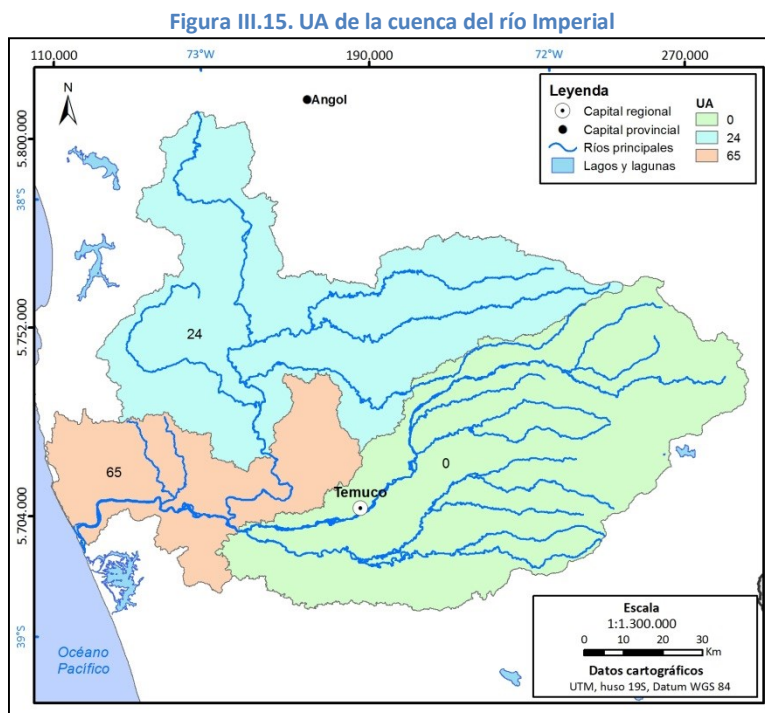 Figura III.15. UA de la cuenca del río Imperial
110.000 73°W 190.000 72°W 270.000
N
Angol
Leyenda
Capital regional
Capital provincial
Ríos principales
Lagos y lagunas
UA
0
24
65
5.800.000
38°S
5.752.000
24
65
0
Temuco
5.704.000
39°S
Océano
Pacífico
Escala
1:1.300.000
0 10 20 30
Km
Datos cartográficos
UTM, huso 19S, Datum WGS 84